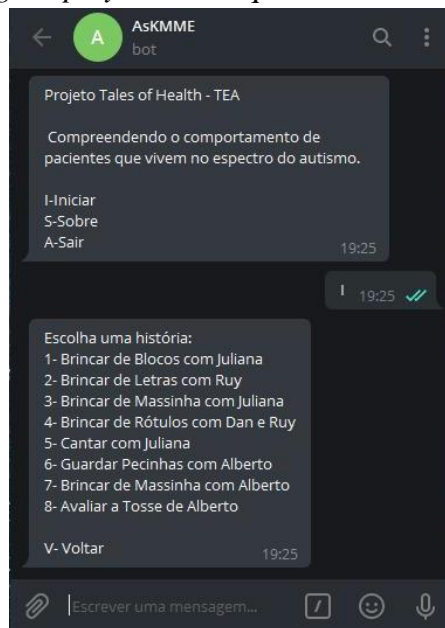 AsKMME
A
bot
Projeto Tales of Health - TEA
Compreendendo o comportamento de
pacientes que vivem no espectro do autismo.
I-Iniciar
S-Sobre
A-Sair
19:25
I 19:25
Escolha uma história:
1- Brincar de Blocos com Juliana
2- Brincar de Letras com Ruy
3- Brincar de Massinha com Juliana
4- Brincar de Rótulos com Dan e Ruy
5- Cantar com Juliana
6- Guardar Pecinhas com Alberto
7- Brincar de Massinha com Alberto
8- Avaliar a Tosse de Alberto
V- Voltar
19:25
Escrever uma mensagem...